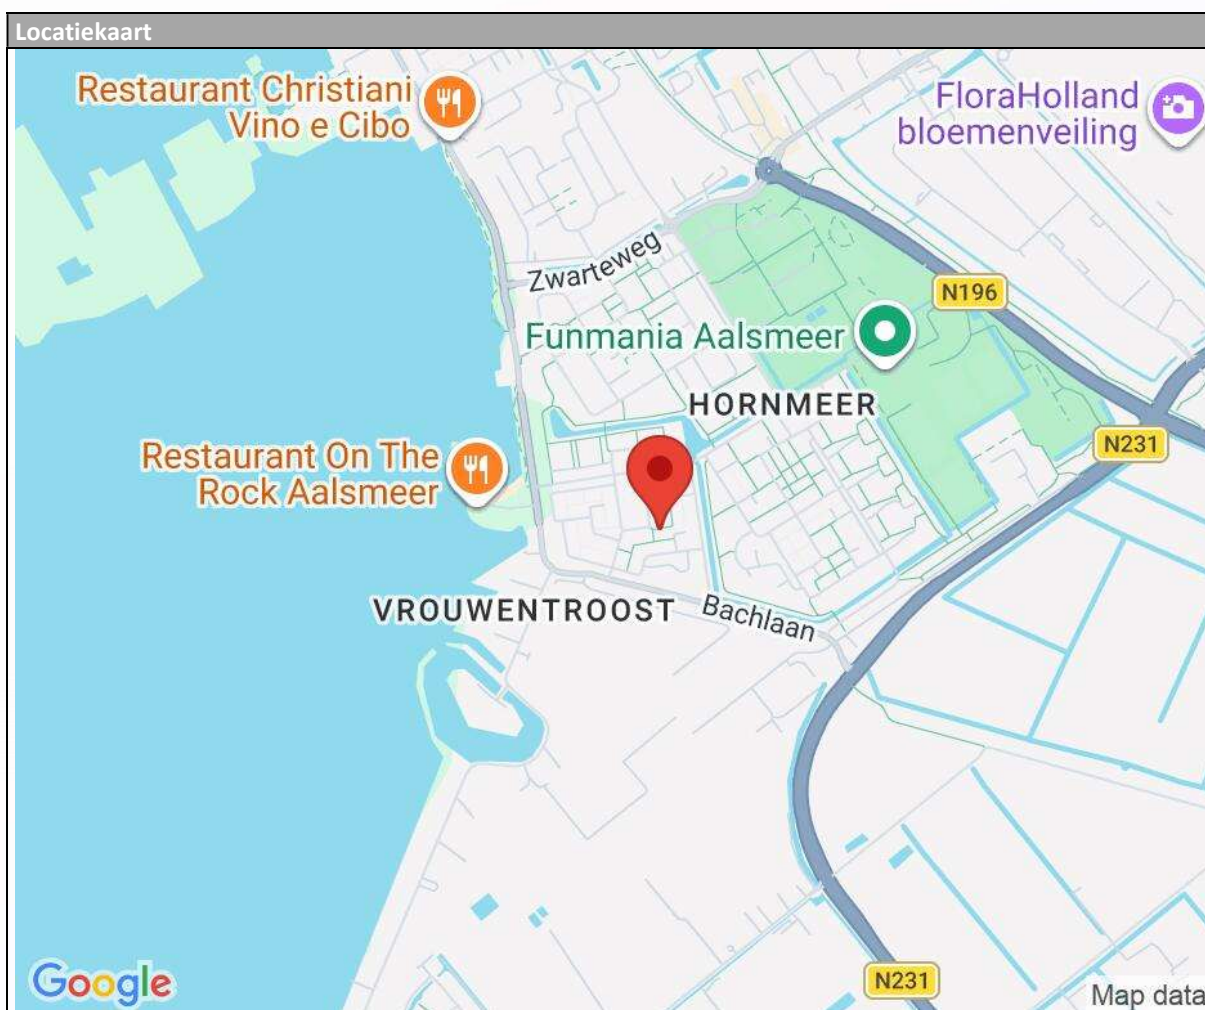 Locatiekaart
Restaurant Christiani
Vino e Cibo
FloraHolland
bloemenveiling
Zwarteweg
N196
Funmania Aalsmeer
HORNMEER
N231
Restaurant On The
Rock Aalsmeer
VROUWENTROOST
Bachlaan
Google
N231
Map data